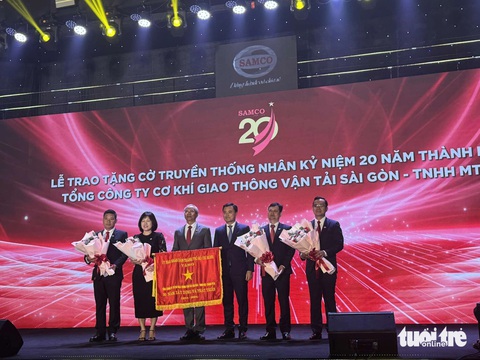 SAMCO
SAMCO
20
LỄ TRAO TẶNG CỜ TRUYỀN THỐNG NHÂN KỶ NIỆM 20 NĂM THÀNH
TỔNG CÔNG TY CƠ KHÍ GIAO THÔNG VẬN TẢI SÀI GÒN - TNHH MT
tuổi trẻ
online